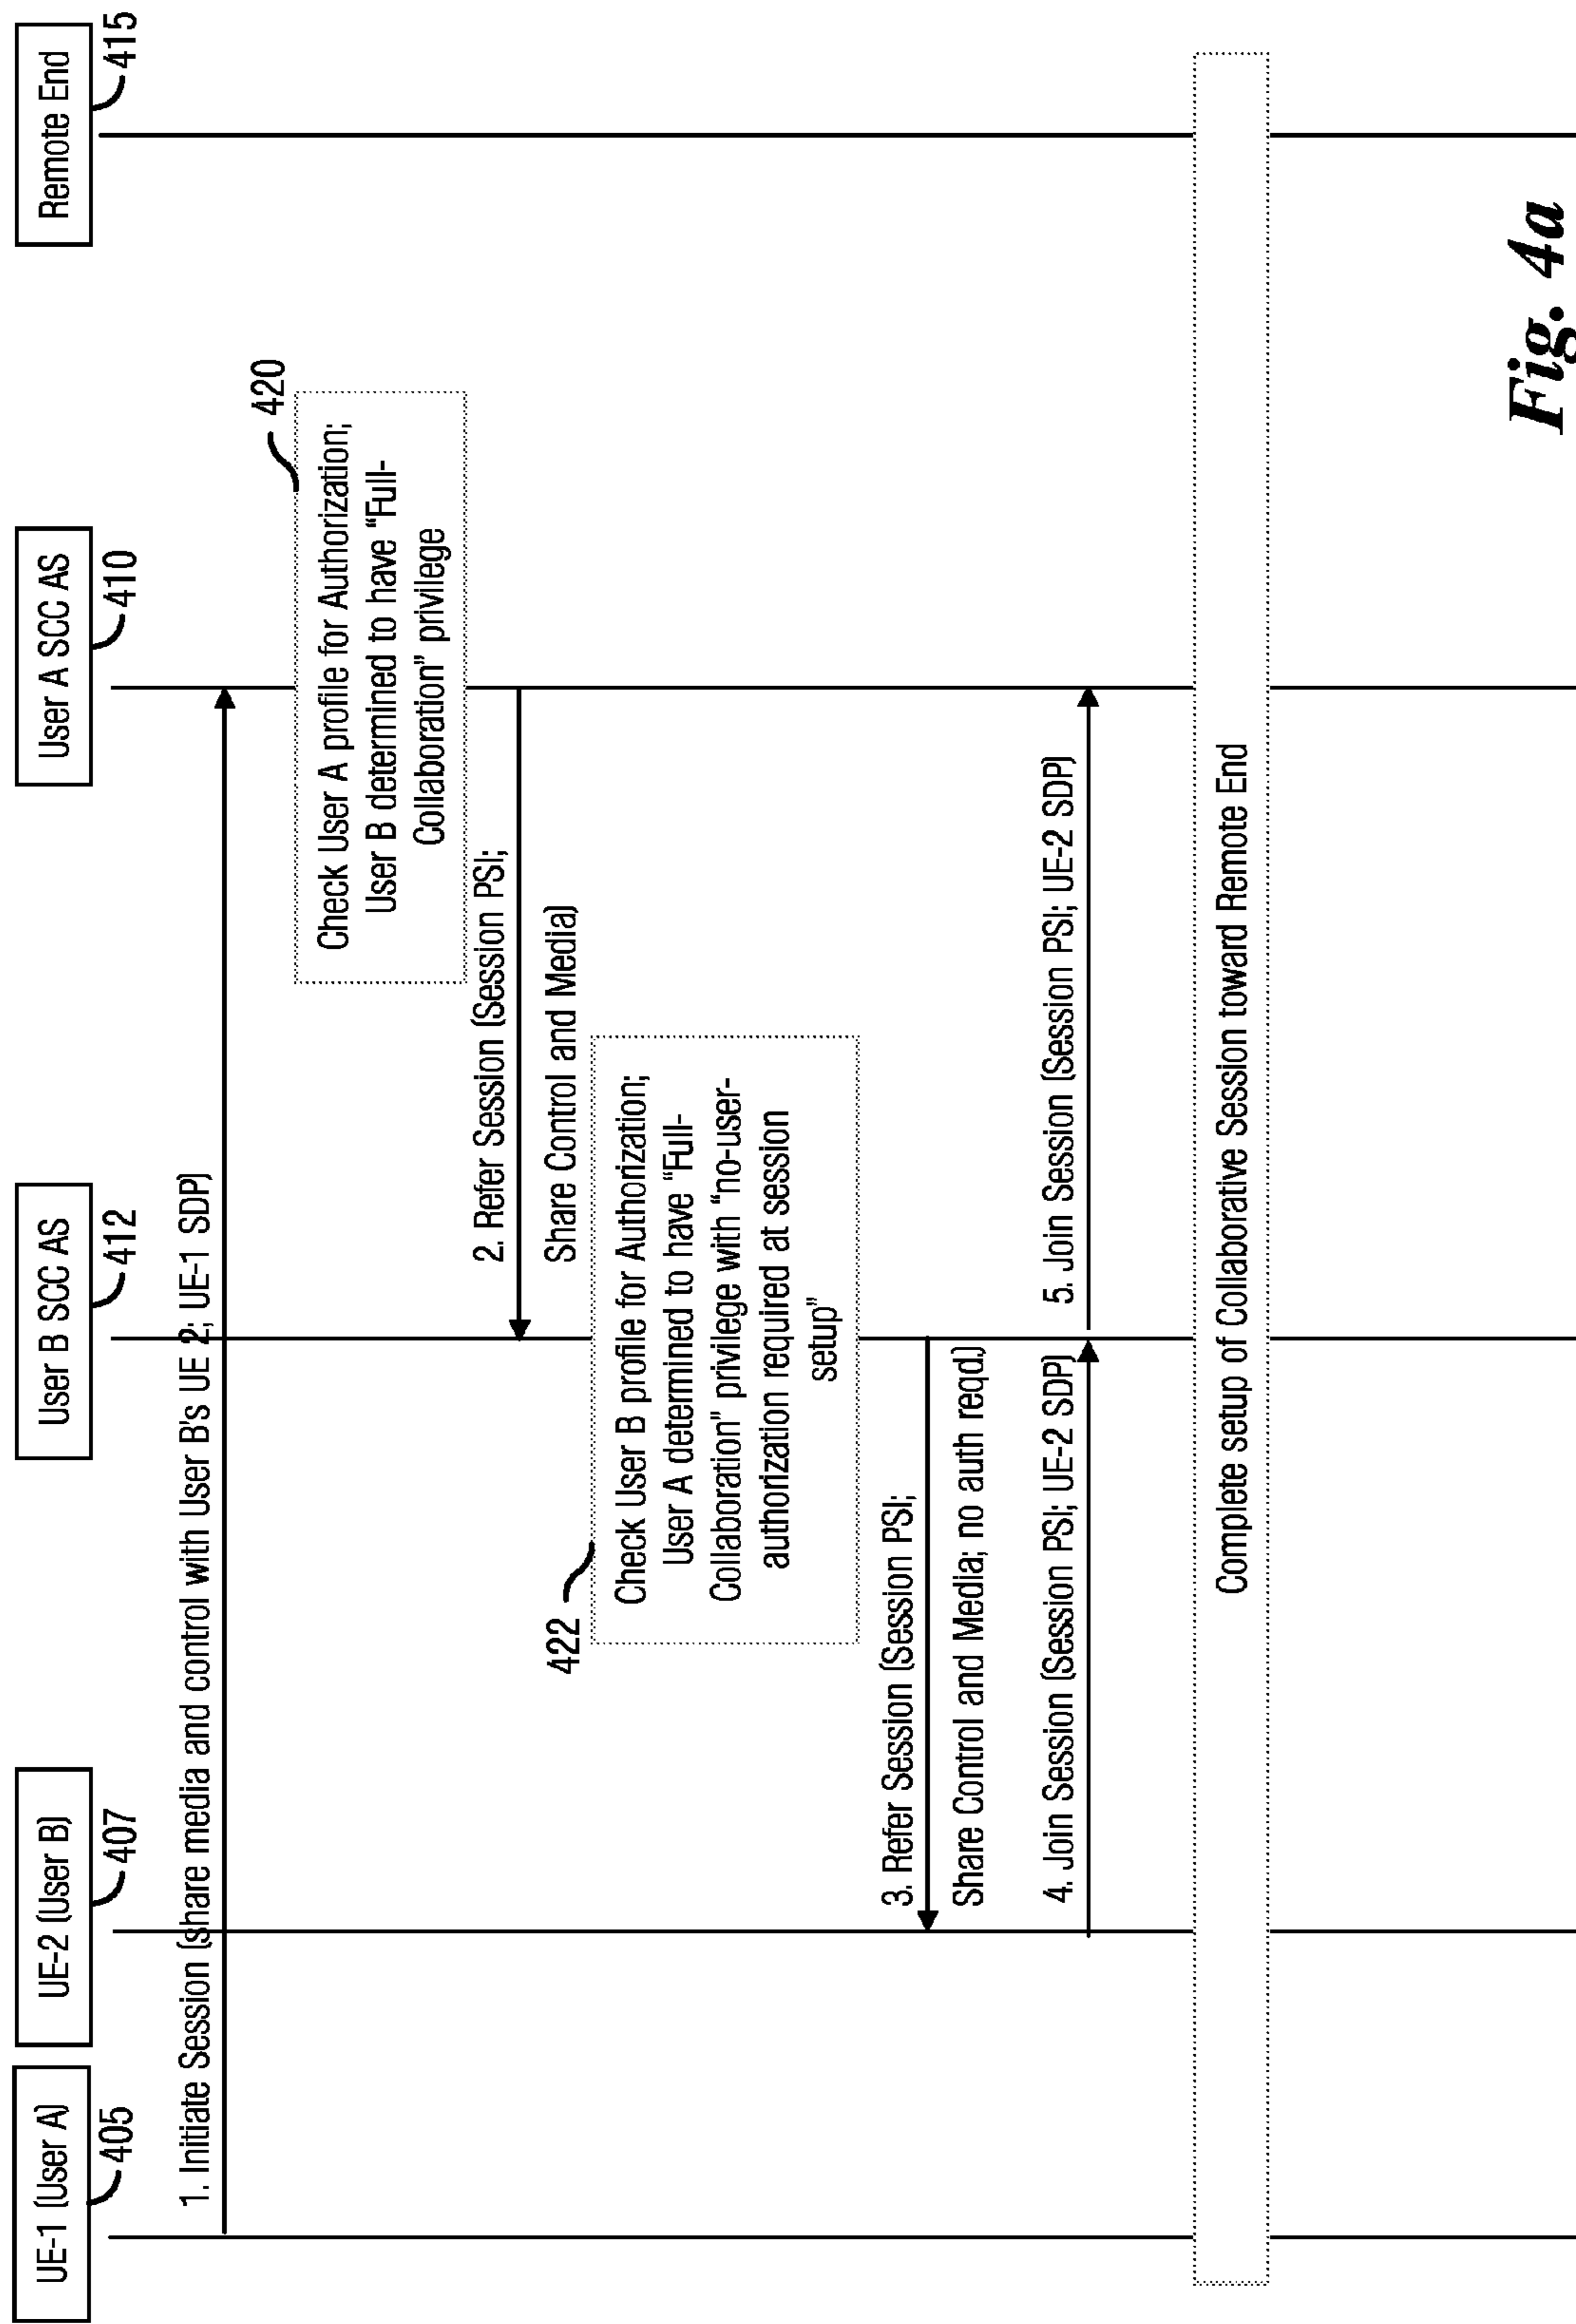 UE-1 (User A)
405
UE-2 (User B)
407
User B SCC AS
412
User A SCC AS
410
Remote End
415
1. Initiate Session (share media and control with User B's UE 2; UE-1 SDP)
420
Check User A profile for Authorization;
User B determined to have “Full-
Collaboration” privilege
2. Refer Session (Session PSI;
Share Control and Media)
422
Check User B profile for Authorization;
User A determined to have “Full-
Collaboration” privilege with “no-user-
authorization required at session
setup”
3. Refer Session (Session PSI;
Share Control and Media; no auth reqd.)
4. Join Session (Session PSI; UE-2 SDP)
5. Join Session (Session PSI; UE-2 SDP)
Complete setup of Collaborative Session toward Remote End
Fig. 4a